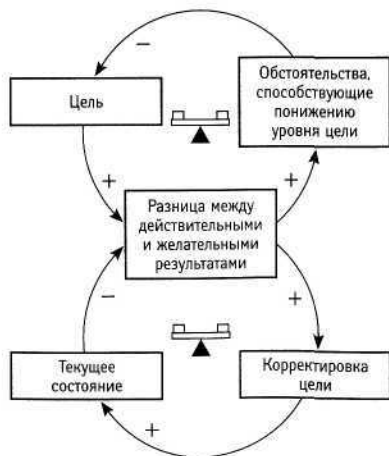 −
Цель
Обстоятельства,
способствующие
понижению
уровня цели
+
+
Разница между
действительными
и желательными
результатами
−
+
Текущее
состояние
Корректировка
цели
+